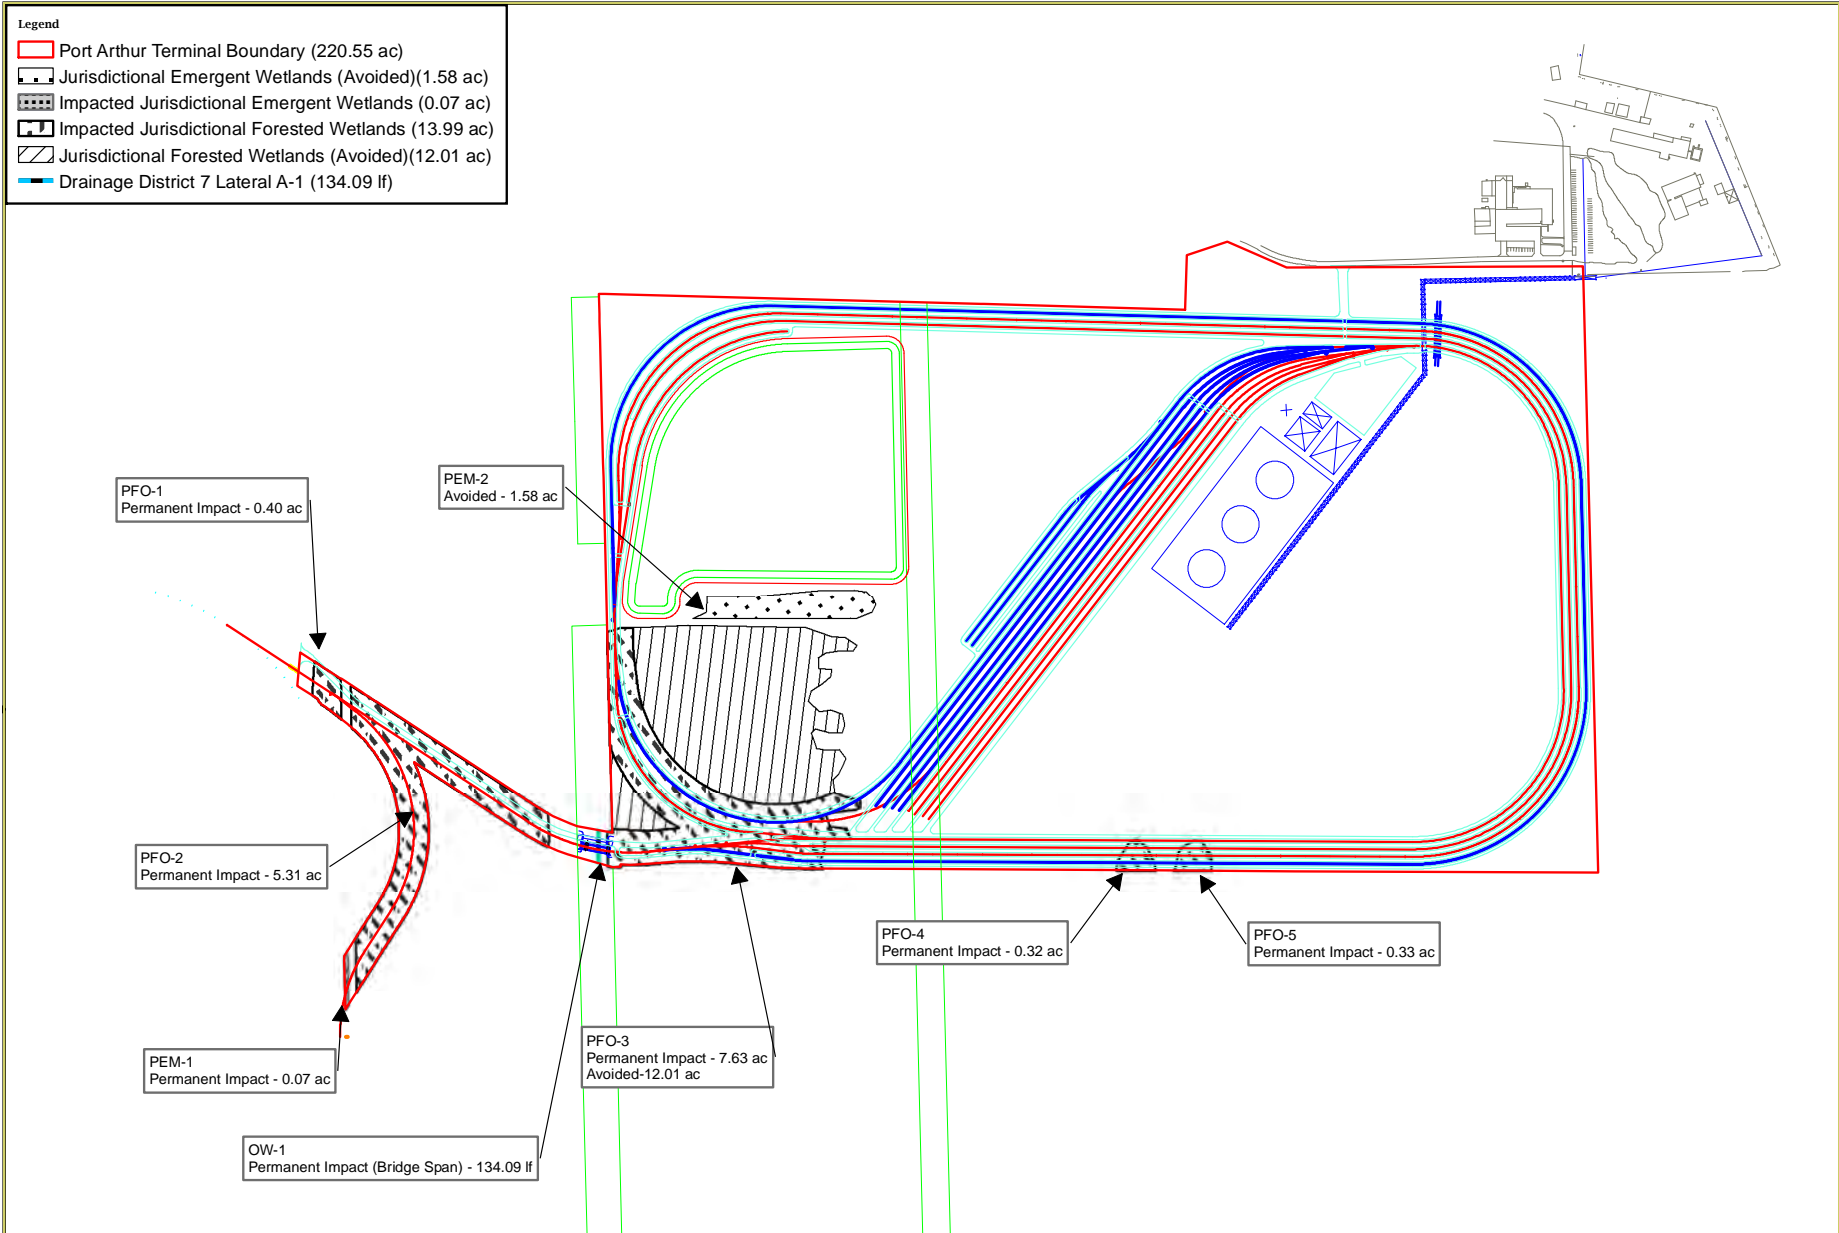 Legend
Port Arthur Terminal Boundary (220.55 ac)
Jurisdictional Emergent Wetlands (Avoided)(1.58 ac)
Impacted Jurisdictional Emergent Wetlands (0.07 ac)
Impacted Jurisdictional Forested Wetlands (13.99 ac)
Jurisdictional Forested Wetlands (Avoided)(12.01 ac)
Drainage District 7 Lateral A-1 (134.09 lf)
PFO-1
Permanent Impact - 0.40 ac
PEM-2
Avoided - 1.58 ac
PFO-2
Permanent Impact - 5.31 ac
PFO-4
Permanent Impact - 0.32 ac
PFO-5
Permanent Impact - 0.33 ac
PFO-3
Permanent Impact - 7.63 ac
Avoided-12.01 ac
PEM-1
Permanent Impact - 0.07 ac
OW-1
Permanent Impact (Bridge Span) - 134.09 lf